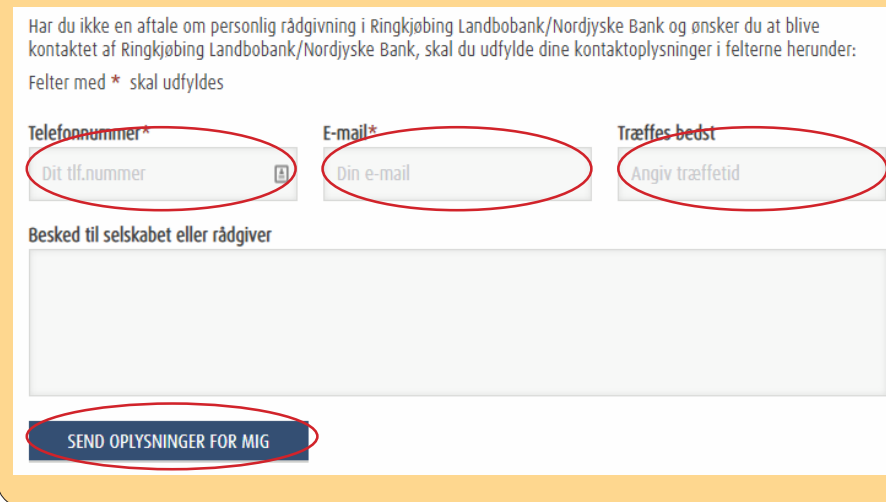 Har du ikke en aftale om personlig rådgivning i Ringkjøbing Landbobank/Nordjyske Bank og ønsker du at blive
kontaktet af Ringkjøbing Landbobank/Nordjyske Bank, skal du udfylde dine kontaktoplysninger i felterne herunder:
Felter med * skal udfyldes
Telefonnummer* E-mail* Træffes bedst
Dit tlf.nummer Din e-mail Angiv træffetid
Besked til selskabet eller rådgiver
SEND OPLYSNINGER FOR MIG